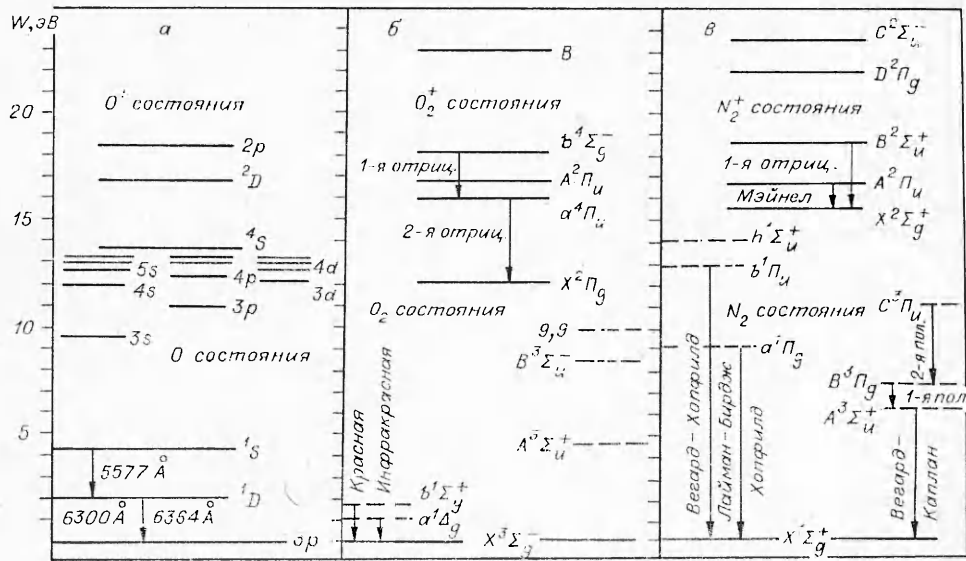 W, эВ
20
15
10
5
0
а
O⁺ состояния
2p
²D
⁴S
5s
4p
4d
4s
3d
3p
3s
O состояния
¹S
5577 Å
¹D
6300 Å 6364 Å
3p
б
B
O₂⁺ состояния
b⁴Σg⁻
1-я отриц.
A²Πu
a⁴Πu
2-я отриц.
X²Πg
O₂ состояния
9,9
B³Σu⁻
A³Σu⁺
Красная
Инфракрасная
b¹Σg⁺
a¹Δg
X³Σg⁻
в
C²Σu⁻
D²Πg
N₂⁺ состояния
B²Σu⁺
1-я отриц.
A²Πu
Мэйнел
X²Σg⁺
h¹Σu⁺
b¹Πu
N₂ состояния
C³Πu
a¹Πg
2-я пол.
B³Πg
1-я пол
A³Σu⁺
Вегард-Хопфилд
Лайман-Бирдж
Хопфилд
Вегард-
Каплан
X¹Σg⁺